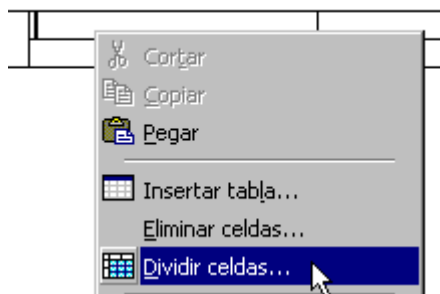 Cortar
Copiar
Pegar
Insertar tabla...
Eliminar celdas...
Dividir celdas...